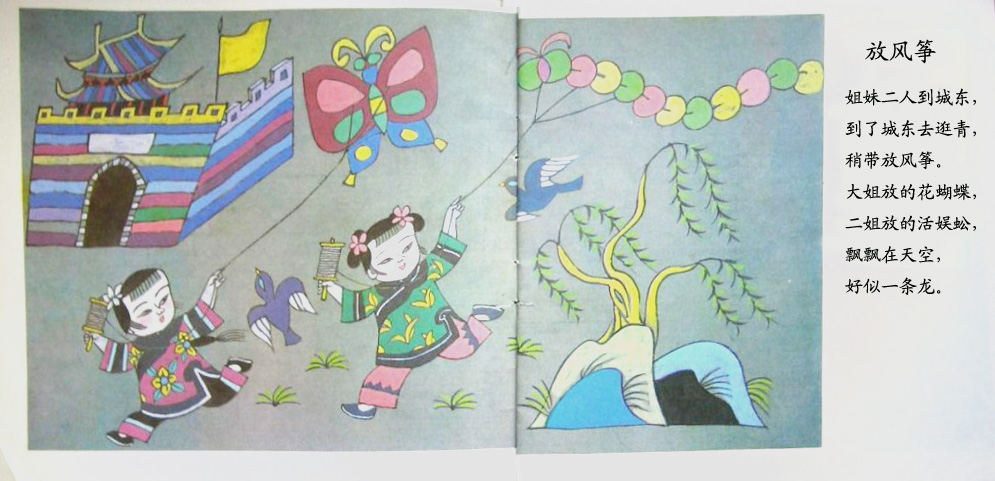 放风筝
姐妹二人到城东，
到了城东去逛青，
稍带放风筝。
大姐放的花蝴蝶，
二姐放的活蜈蚣，
飘飘在天空，
好似一条龙。